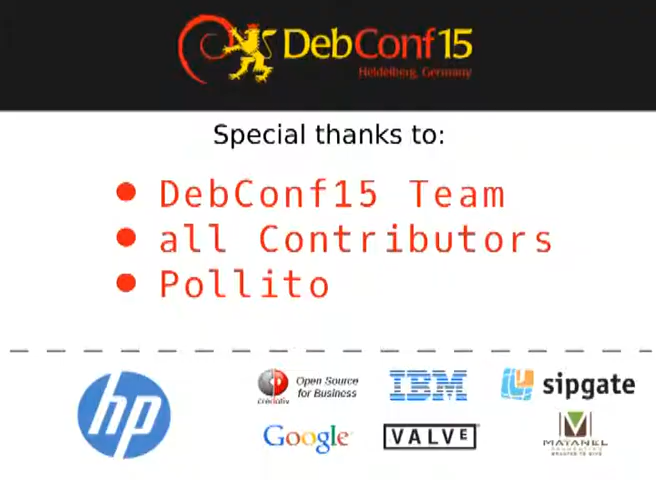 DebConf15
Heidelberg, Germany
Special thanks to:
• DebConf15 Team
• all Contributors
• Pollito
hp
credativ
Open Source
for Business
IBM
sipgate
Google
VALVE
MATANEL